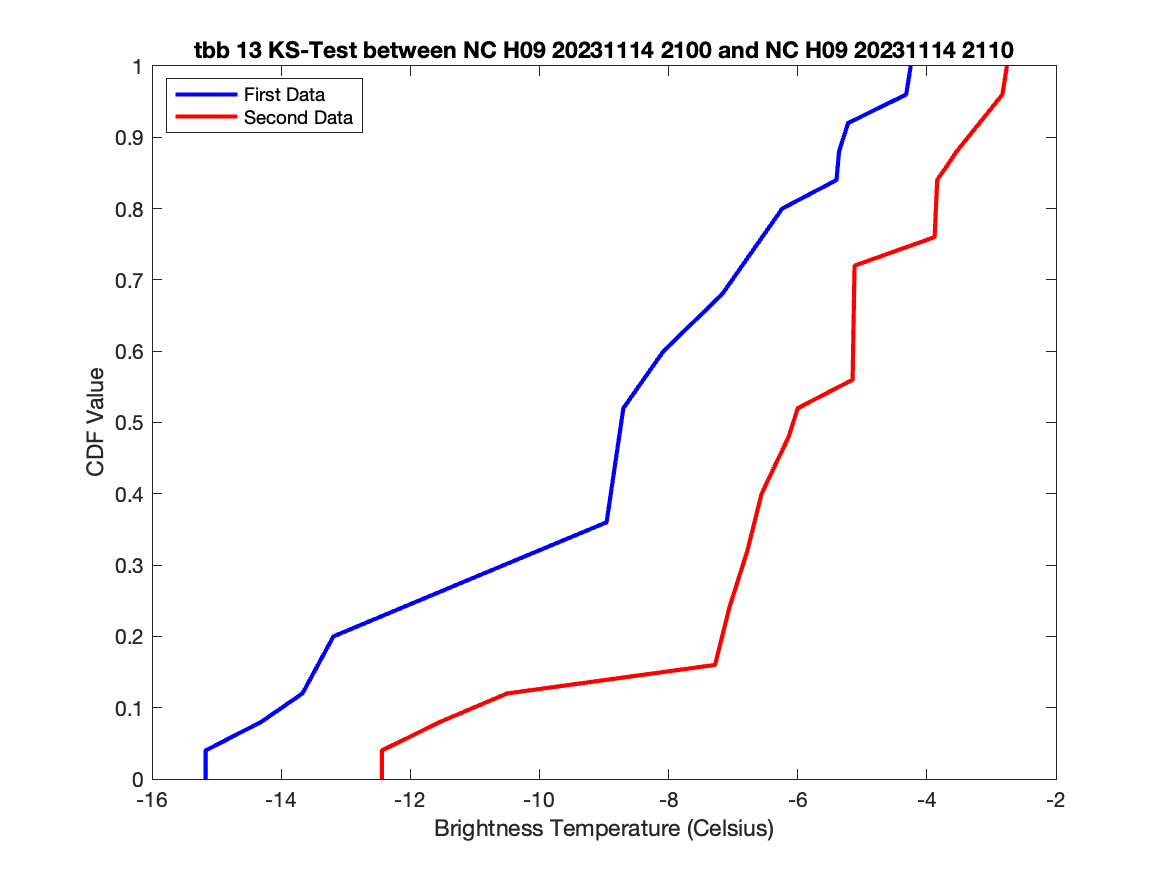 tbb 13 KS-Test between NC H09 20231114 2100 and NC H09 20231114 2110
First Data
Second Data
1
0.9
0.8
0.7
0.6
0.5
0.4
0.3
0.2
0.1
0
CDF Value
-16 -14 -12 -10 -8 -6 -4 -2
Brightness Temperature (Celsius)